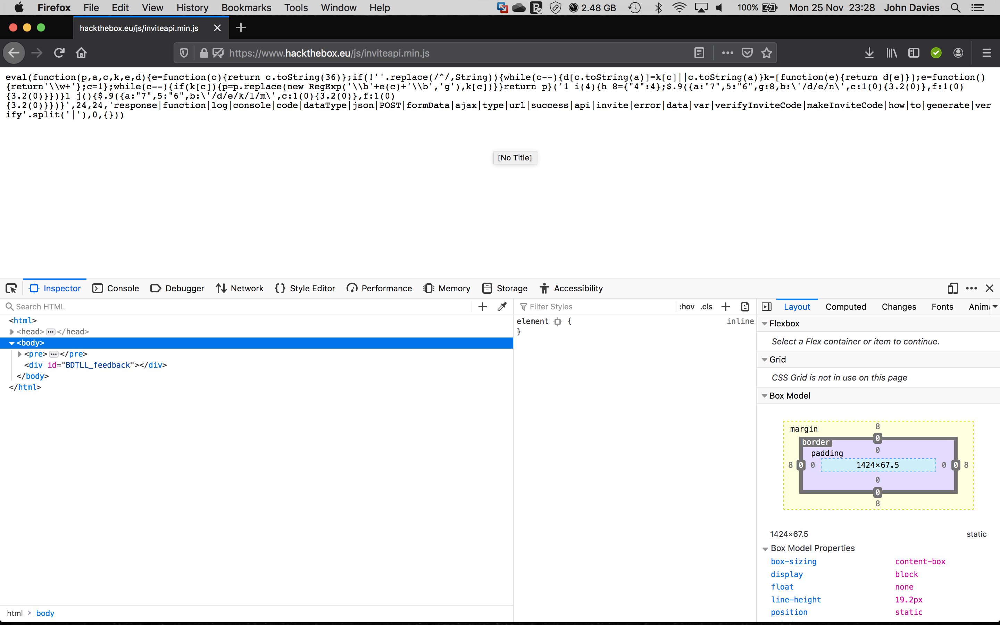 Firefox File Edit View History Bookmarks Tools Window Help 2.48 GB 100% Mon 25 Nov 23:28 John Davies
hackthebox.eu/js/inviteapi.min.js
https://www.hackthebox.eu/js/inviteapi.min.js
eval(function(p,a,c,k,e,d){e=function(c){return c.toString(36)};if(!''.replace(/^/,String)){while(c--){d[c.toString(a)]=k[c]||c.toString(a)}k=[function(e){return d[e]}];e=function()
{return'\\w+'};c=1};while(c--){if(k[c]){p=p.replace(new RegExp('\\b'+e(c)+'\\b','g'),k[c])}}return p}('1 i(4){h 8={"4":4};$.9({a:"7",5:"6",g:8,b:\'/d/e/n\',c:1(0){3.2(0)},f:1(0)
{3.2(0)}})}1 j(){$.9({a:"7",5:"6",b:\'/d/e/k/l/m\',c:1(0){3.2(0)},f:1(0)
{3.2(0)}})}',24,24,'response|function|log|console|code|dataType|json|POST|formData|ajax|type|url|success|api|invite|error|data|var|verifyInviteCode|makeInviteCode|how|to|generate|ver
ify'.split('|'),0,{}))
[No Title]
Inspector Console Debugger Network Style Editor Performance Memory Storage Accessibility
Search HTML
Filter Styles :hov .cls
Layout Computed Changes Fonts Anim
<html>
<head> ••• </head>
<body>
<pre> ••• </pre>
<div id="BDTLL_feedback"></div>
</body>
</html>
element { inline
}
Flexbox
Select a Flex container or item to continue.
Grid
CSS Grid is not in use on this page
Box Model
margin 8
border 0
padding 0
8 0 0 1424×67.5 0 0 8
0
0
8
1424×67.5 static
Box Model Properties
box-sizing content-box
display block
float none
line-height 19.2px
position static
html > body